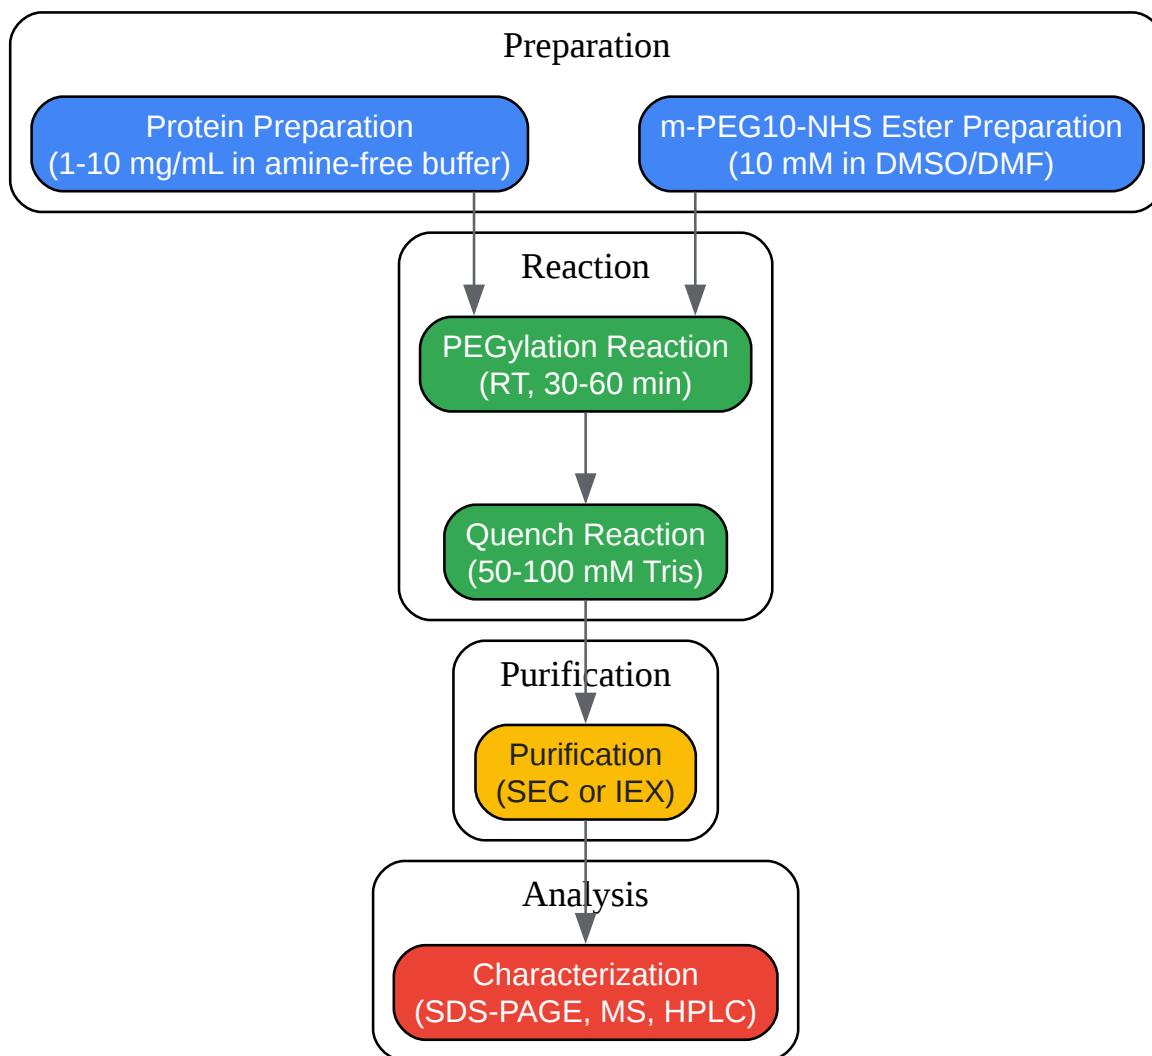 Preparation
Protein Preparation
(1-10 mg/mL in amine-free buffer)
m-PEG10-NHS Ester Preparation
(10 mM in DMSO/DMF)
Reaction
PEGylation Reaction
(RT, 30-60 min)
Quench Reaction
(50-100 mM Tris)
Purification
Purification
(SEC or IEX)
Analysis
Characterization
(SDS-PAGE, MS, HPLC)